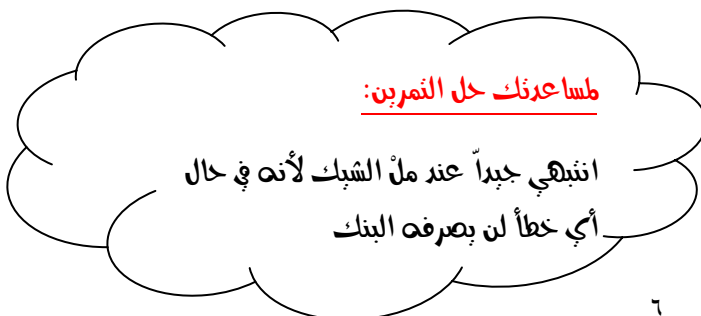 لمساعدتك حل التمرين:
انتبهي جيداً عند ملْ الشيك لأنه في حال
أي خطأ لن يصرفه البنك
٦